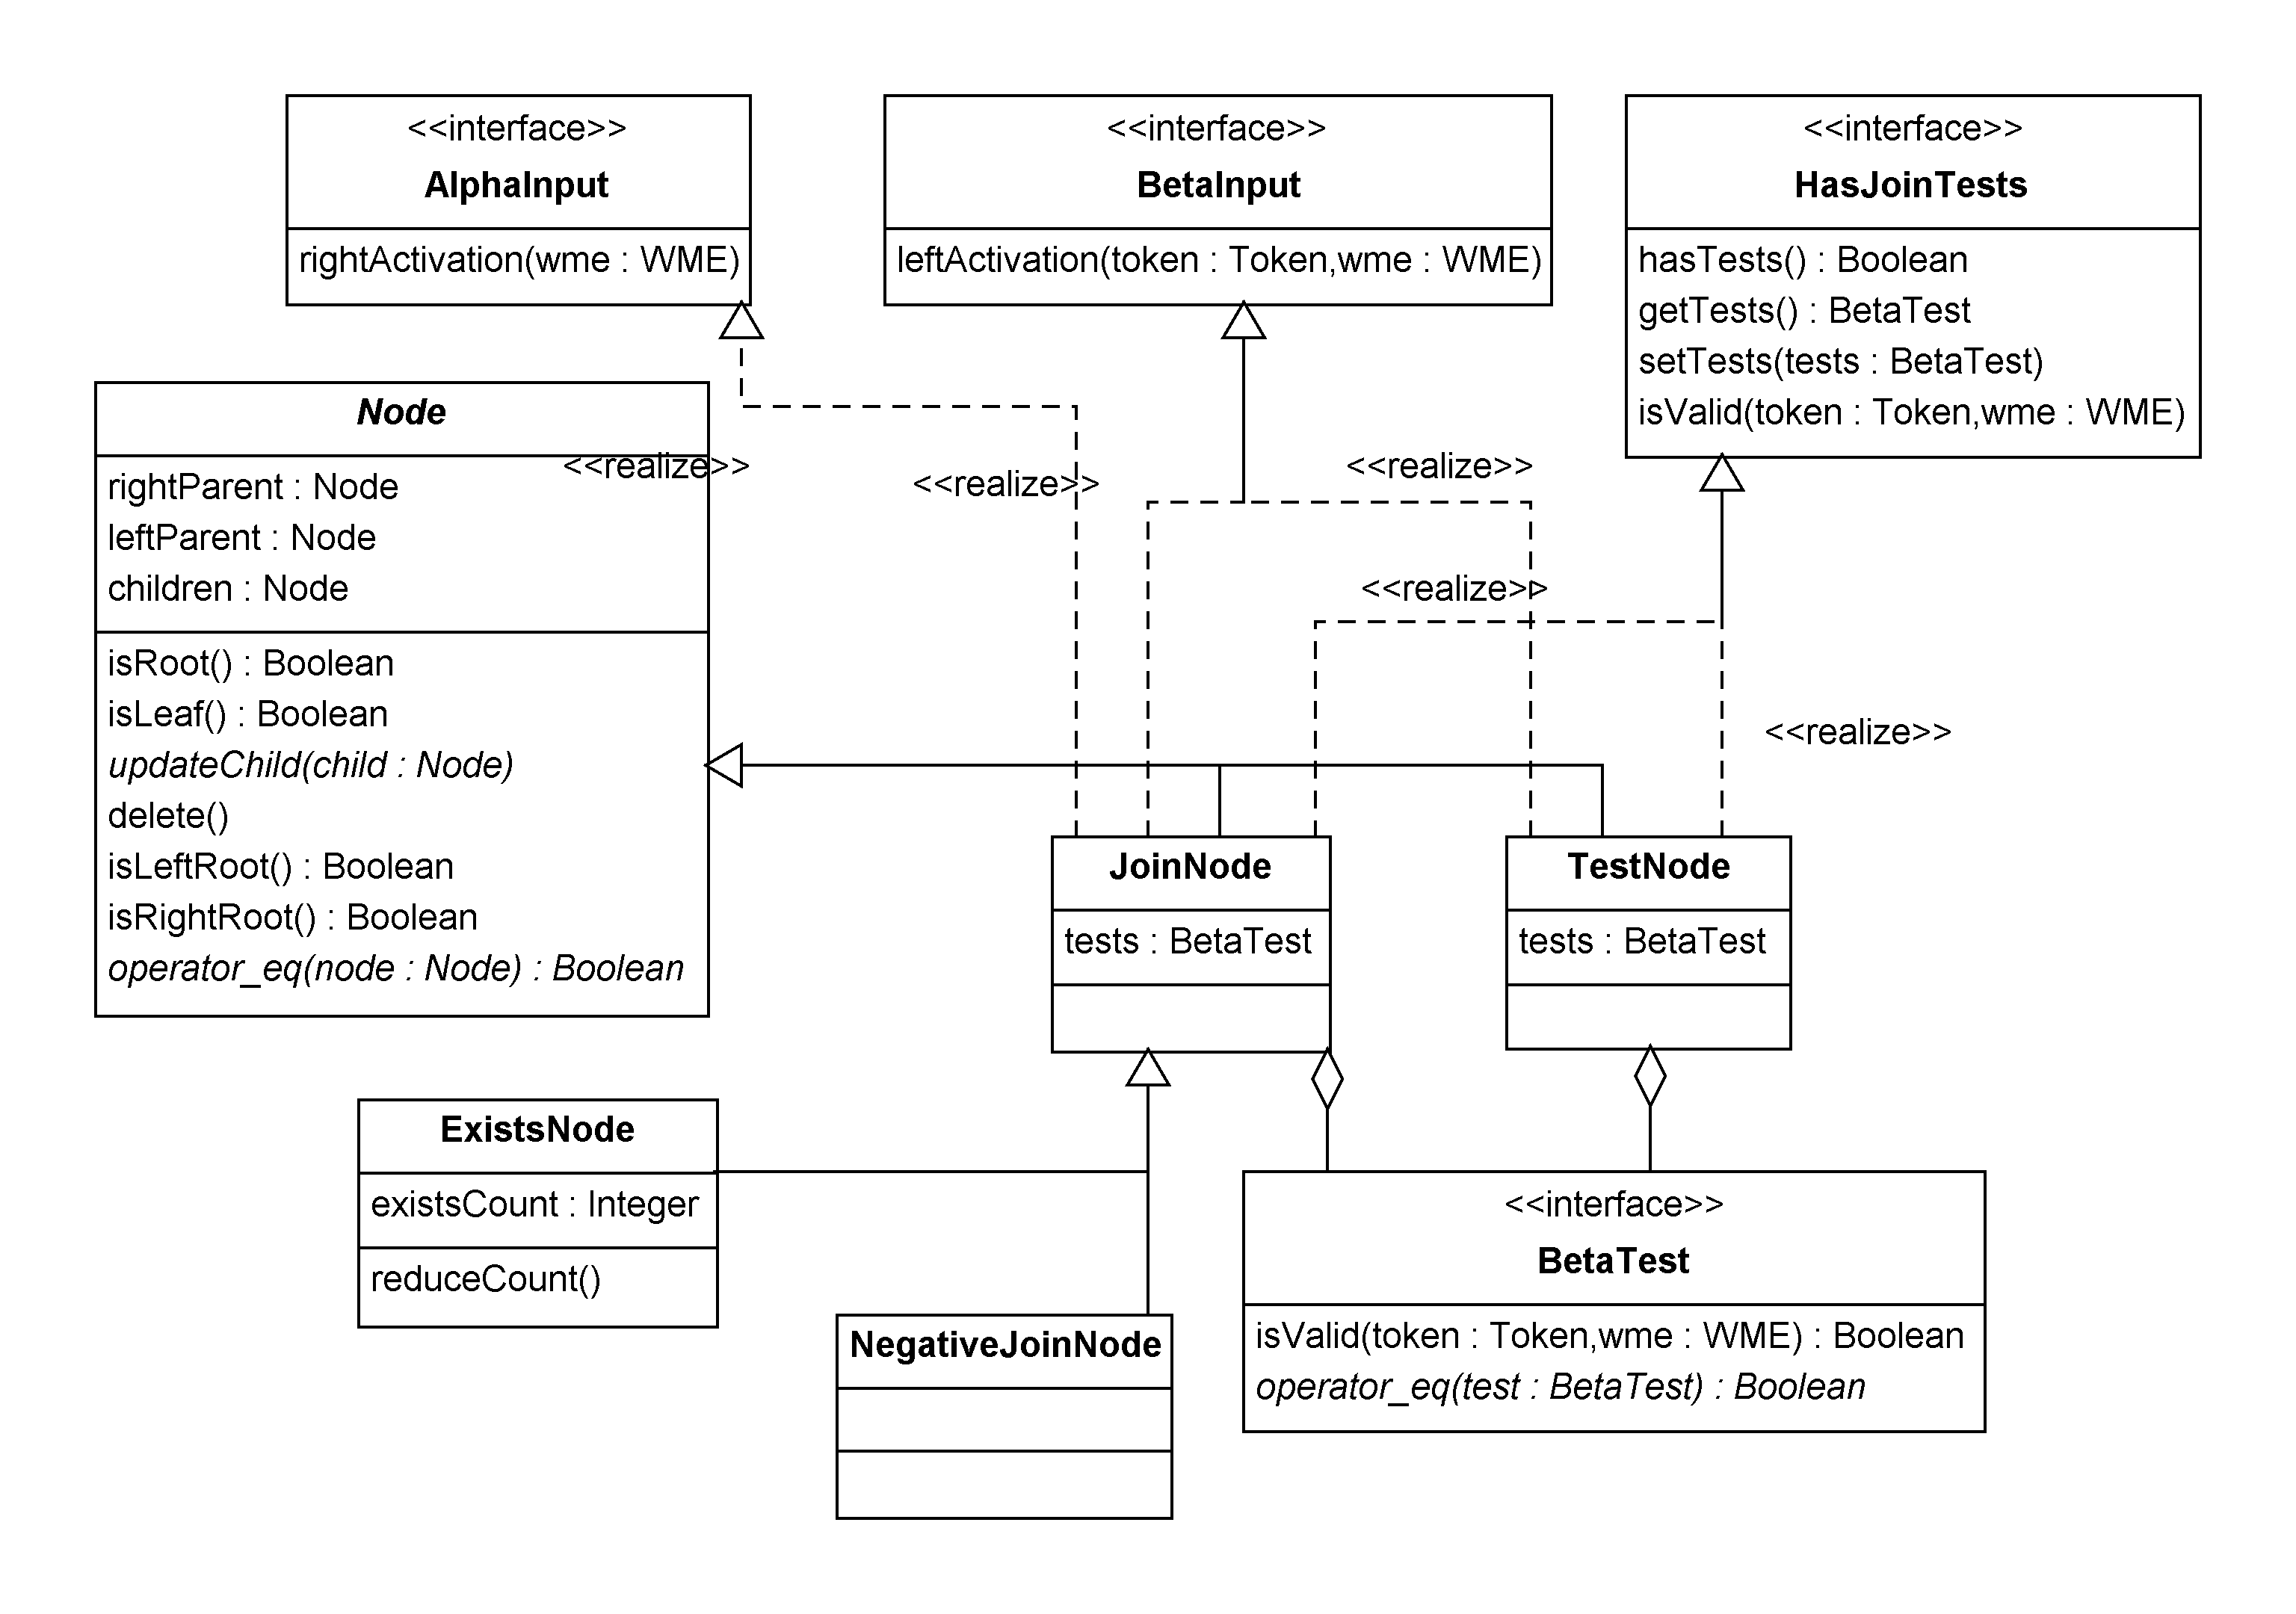 <<interface>>
AlphaInput
rightActivation(wme : WME)
<<interface>>
BetaInput
leftActivation(token : Token,wme : WME)
<<interface>>
HasJoinTests
hasTests() : Boolean
getTests() : BetaTest
setTests(tests : BetaTest)
isValid(token : Token,wme : WME)
Node
rightParent : Node
leftParent : Node
children : Node
isRoot() : Boolean
isLeaf() : Boolean
updateChild(child : Node)
delete()
isLeftRoot() : Boolean
isRightRoot() : Boolean
operator_eq(node : Node) : Boolean
<<realize>>
<<realize>>
<<realize>>
<<realize>>
<<realize>>
JoinNode
tests : BetaTest
TestNode
tests : BetaTest
ExistsNode
existsCount : Integer
reduceCount()
NegativeJoinNode
<<interface>>
BetaTest
isValid(token : Token,wme : WME) : Boolean
operator_eq(test : BetaTest) : Boolean